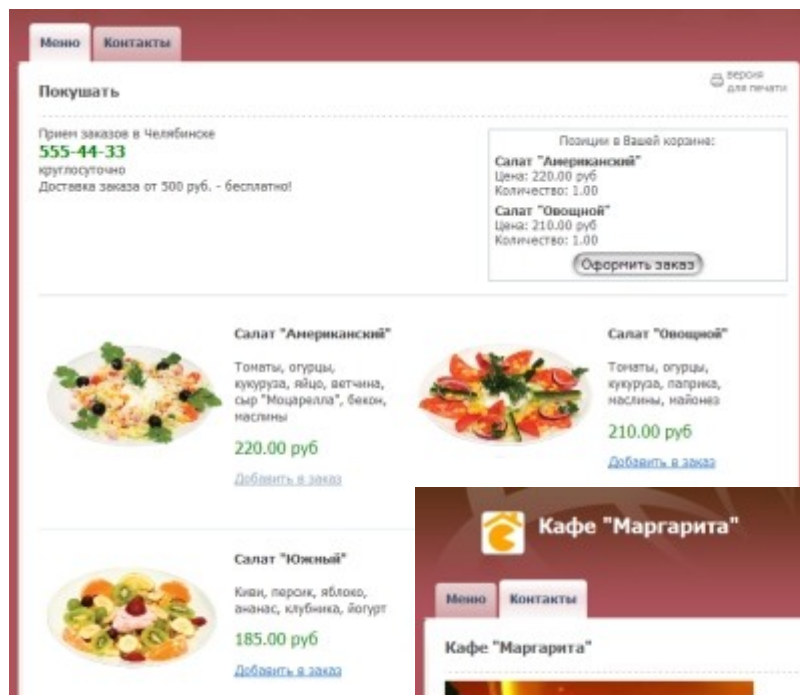 Меню Контакты
версия
для печати
Покушать
Прием заказов в Челябинске
555-44-33
круглосуточно
Доставка заказа от 500 руб. - бесплатно!
Позиции в Вашей корзине:
Салат "Американский"
Цена: 220.00 руб
Количество: 1.00
Салат "Овощной"
Цена: 210.00 руб
Количество: 1.00
Оформить заказ
Салат "Американский"
Томаты, огурцы,
кукуруза, яйцо, ветчина,
сыр "Моцарелла", бекон,
маслины
220.00 руб
Добавить в заказ
Салат "Овощной"
Томаты, огурцы,
кукуруза, паприка,
маслины, майонез
210.00 руб
Добавить в заказ
Салат "Южный"
Киви, персик, яблоко,
ананас, клубника, йогурт
185.00 руб
Добавить в заказ
Кафе "Маргарита"
Меню Контакты
Кафе "Маргарита"